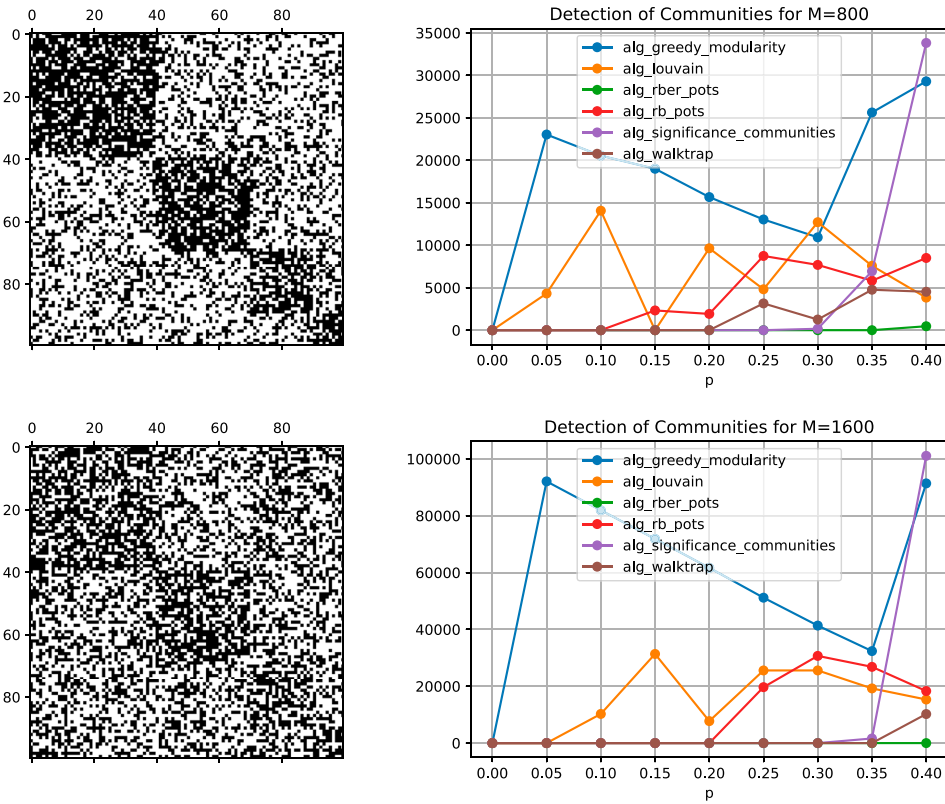 0 20 40 60 80
0
20
40
60
80
Detection of Communities for M=800
alg_greedy_modularity
alg_louvain
alg_rber_pots
alg_rb_pots
alg_significance_communities
alg_walktrap
35000
30000
25000
20000
15000
10000
5000
0
0.00 0.05 0.10 0.15 0.20 0.25 0.30 0.35 0.40
p
0 20 40 60 80
0
20
40
60
80
Detection of Communities for M=1600
alg_greedy_modularity
alg_louvain
alg_rber_pots
alg_rb_pots
alg_significance_communities
alg_walktrap
100000
80000
60000
40000
20000
0
0.00 0.05 0.10 0.15 0.20 0.25 0.30 0.35 0.40
p